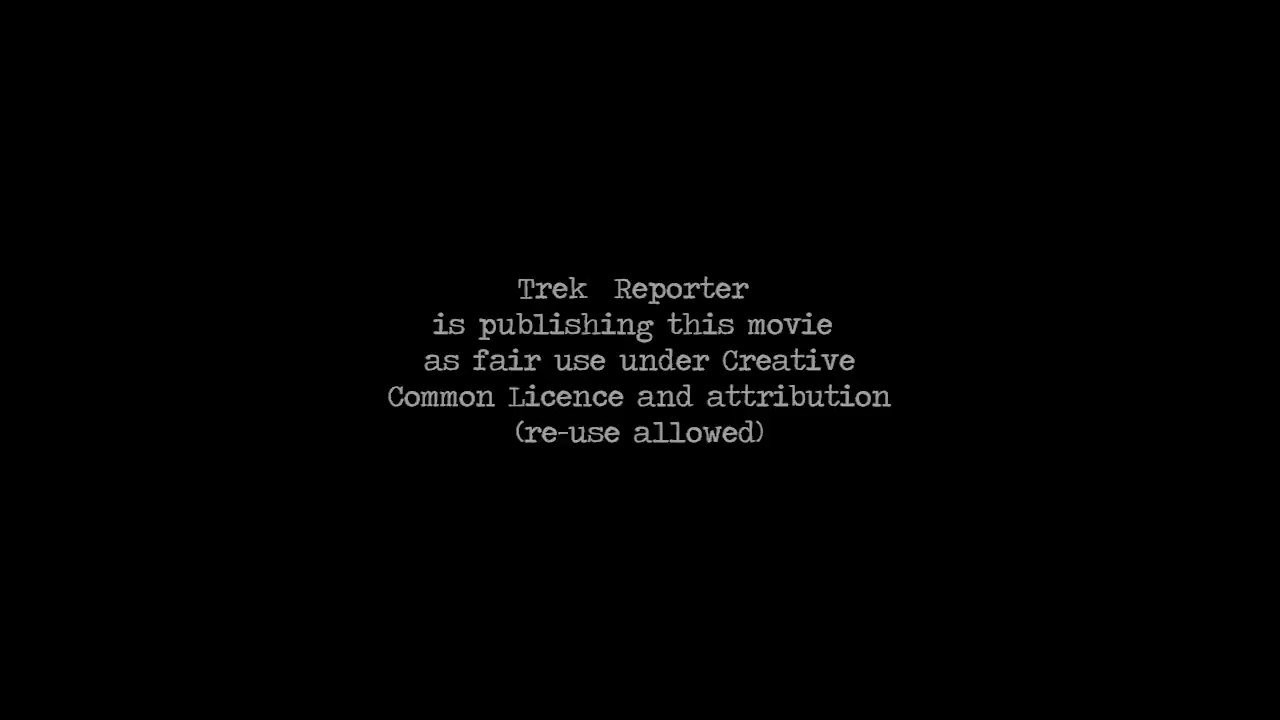 Trek Reporter
is publishing this movie
as fair use under Creative
Common Licence and attribution
(re-use allowed)